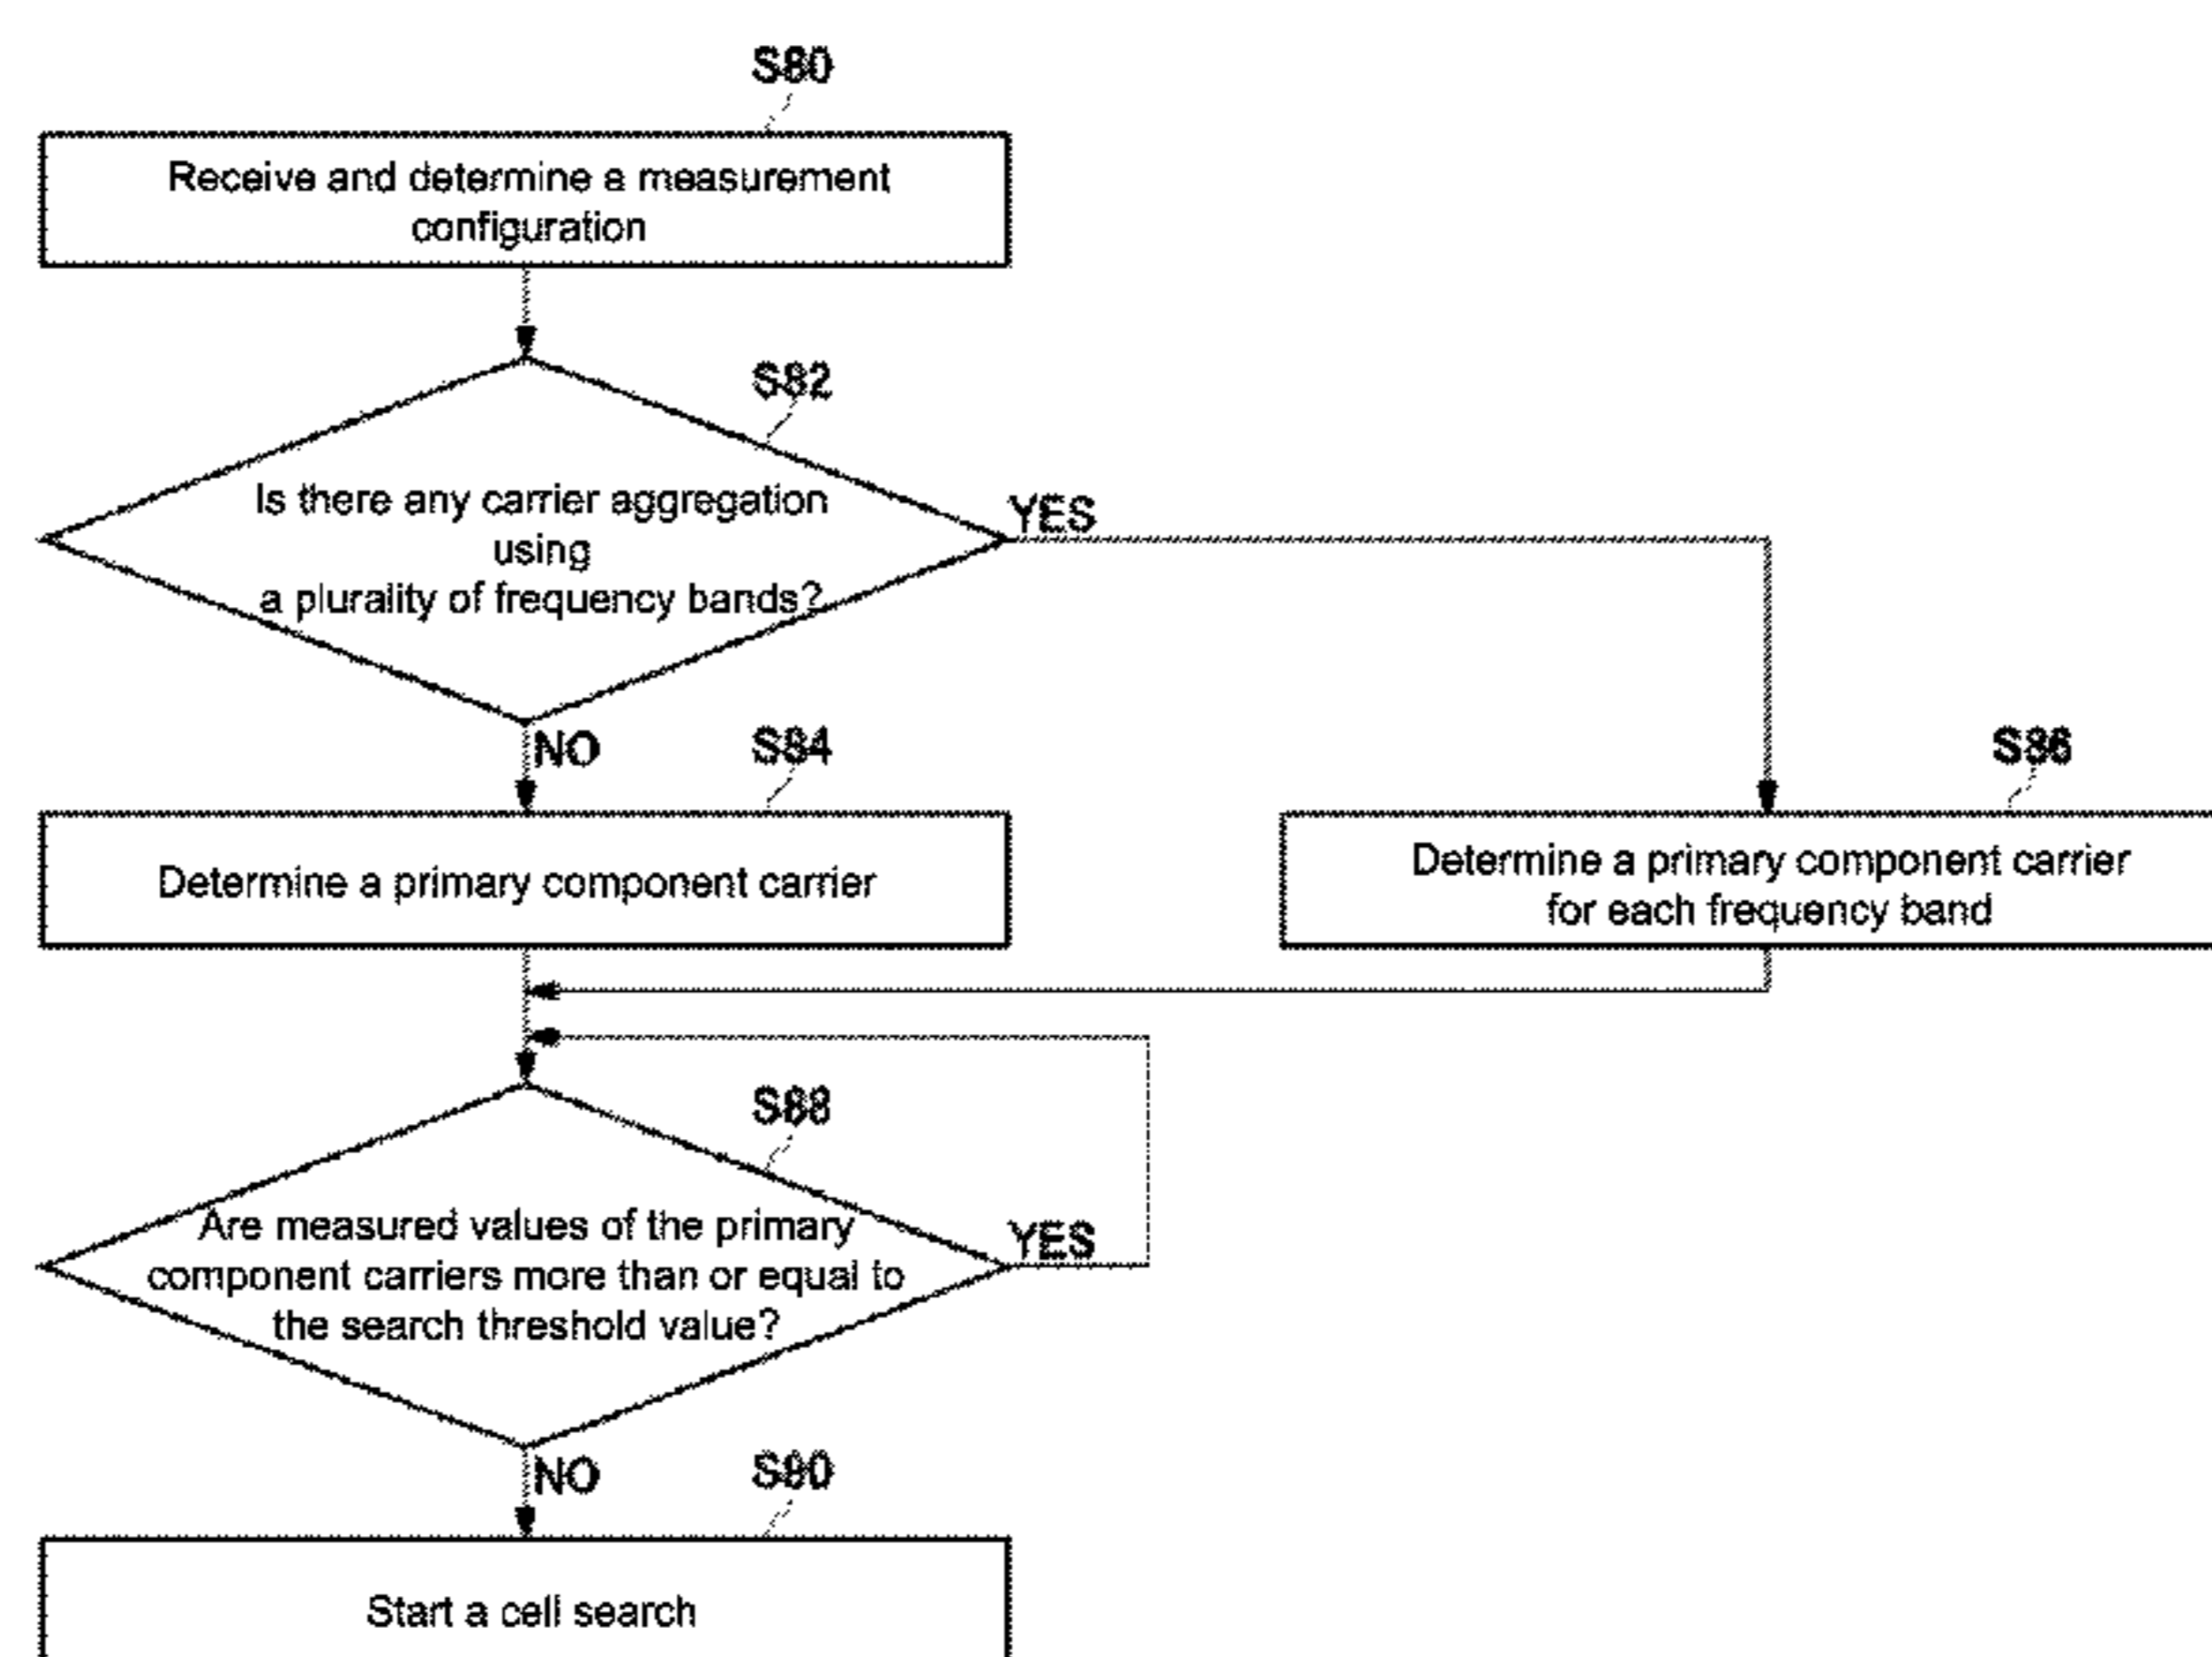 S80
Receive and determine a measurement
configuration
S82
Is there any carrier aggregation
using
a plurality of frequency bands?
YES
NO
S84
S86
Determine a primary component carrier
Determine a primary component carrier
for each frequency band
S88
Are measured values of the primary
component carriers more than or equal to
the search threshold value?
YES
NO
S90
Start a cell search